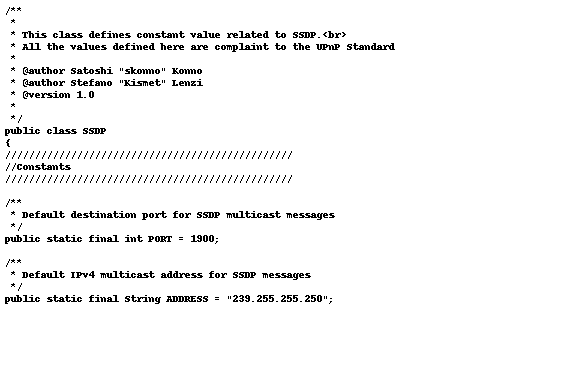 /**
 *
 * This class defines constant value related to SSDP.<br>
 * All the values defined here are complaint to the UPnP Standard
 *
 * @author Satoshi "skonno" Konno
 * @author Stefano "Kismet" Lenzi
 * @version 1.0
 *
 */
public class SSDP
{
////////////////////////////////////////////////
//Constants
////////////////////////////////////////////////
/**
 * Default destination port for SSDP multicast messages
 */
public static final int PORT = 1900;
/**
 * Default IPv4 multicast address for SSDP messages
 */
public static final String ADDRESS = "239.255.255.250";